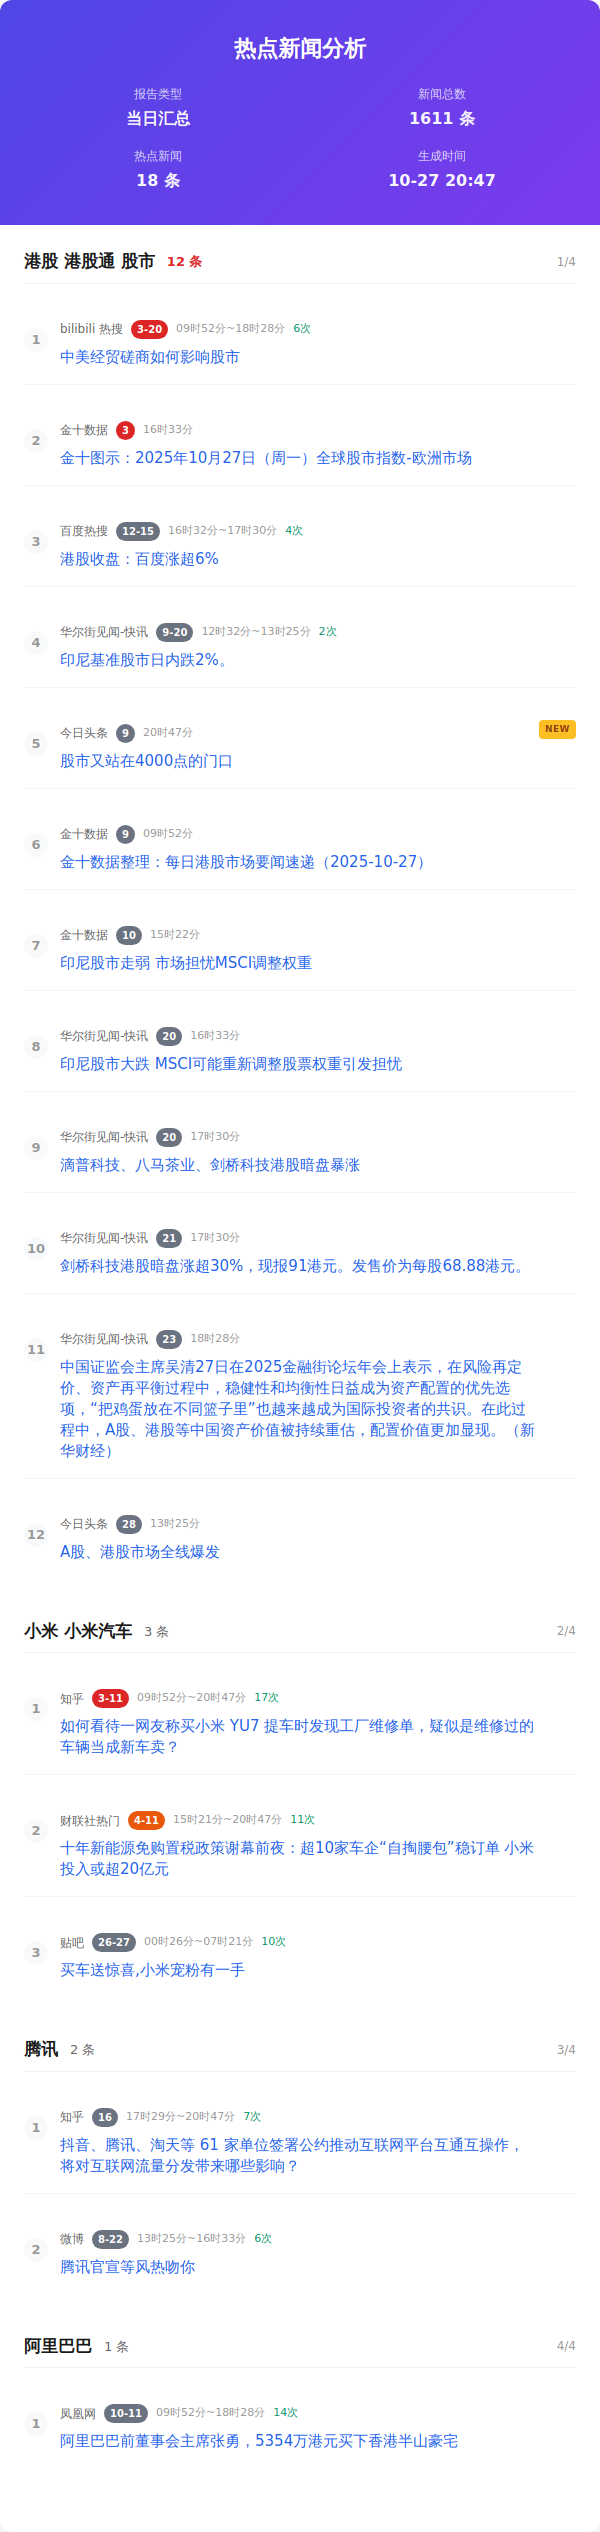 热点新闻分析
报告类型
当日汇总
新闻总数
1611 条
热点新闻
18 条
生成时间
10-27 20:47
港股 港股通 股市 12 条 1/4
1 bilibili 热搜 3-20 09时52分~18时28分 6次
中美经贸磋商如何影响股市
2 金十数据 3 16时33分
金十图示：2025年10月27日（周一）全球股市指数-欧洲市场
3 百度热搜 12-15 16时32分~17时30分 4次
港股收盘：百度涨超6%
4 华尔街见闻-快讯 9-20 12时32分~13时25分 2次
印尼基准股市日内跌2%。
5 今日头条 9 20时47分 NEW
股市又站在4000点的门口
6 金十数据 9 09时52分
金十数据整理：每日港股市场要闻速递（2025-10-27）
7 金十数据 10 15时22分
印尼股市走弱 市场担忧MSCI调整权重
8 华尔街见闻-快讯 20 16时33分
印尼股市大跌 MSCI可能重新调整股票权重引发担忧
9 华尔街见闻-快讯 20 17时30分
滴普科技、八马茶业、剑桥科技港股暗盘暴涨
10 华尔街见闻-快讯 21 17时30分
剑桥科技港股暗盘涨超30%，现报91港元。发售价为每股68.88港元。
11 华尔街见闻-快讯 23 18时28分
中国证监会主席吴清27日在2025金融街论坛年会上表示，在风险再定
价、资产再平衡过程中，稳健性和均衡性日益成为资产配置的优先选
项，“把鸡蛋放在不同篮子里”也越来越成为国际投资者的共识。在此过
程中，A股、港股等中国资产价值被持续重估，配置价值更加显现。（新
华财经）
12 今日头条 28 13时25分
A股、港股市场全线爆发
小米 小米汽车 3 条 2/4
1 知乎 3-11 09时52分~20时47分 17次
如何看待一网友称买小米 YU7 提车时发现工厂维修单，疑似是维修过的
车辆当成新车卖？
2 财联社热门 4-11 15时21分~20时47分 11次
十年新能源免购置税政策谢幕前夜：超10家车企“自掏腰包”稳订单 小米
投入或超20亿元
3 贴吧 26-27 00时26分~07时21分 10次
买车送惊喜,小米宠粉有一手
腾讯 2 条 3/4
1 知乎 16 17时29分~20时47分 7次
抖音、腾讯、淘天等 61 家单位签署公约推动互联网平台互通互操作，
将对互联网流量分发带来哪些影响？
2 微博 8-22 13时25分~16时33分 6次
腾讯官宣等风热吻你
阿里巴巴 1 条 4/4
1 凤凰网 10-11 09时52分~18时28分 14次
阿里巴巴前董事会主席张勇，5354万港元买下香港半山豪宅